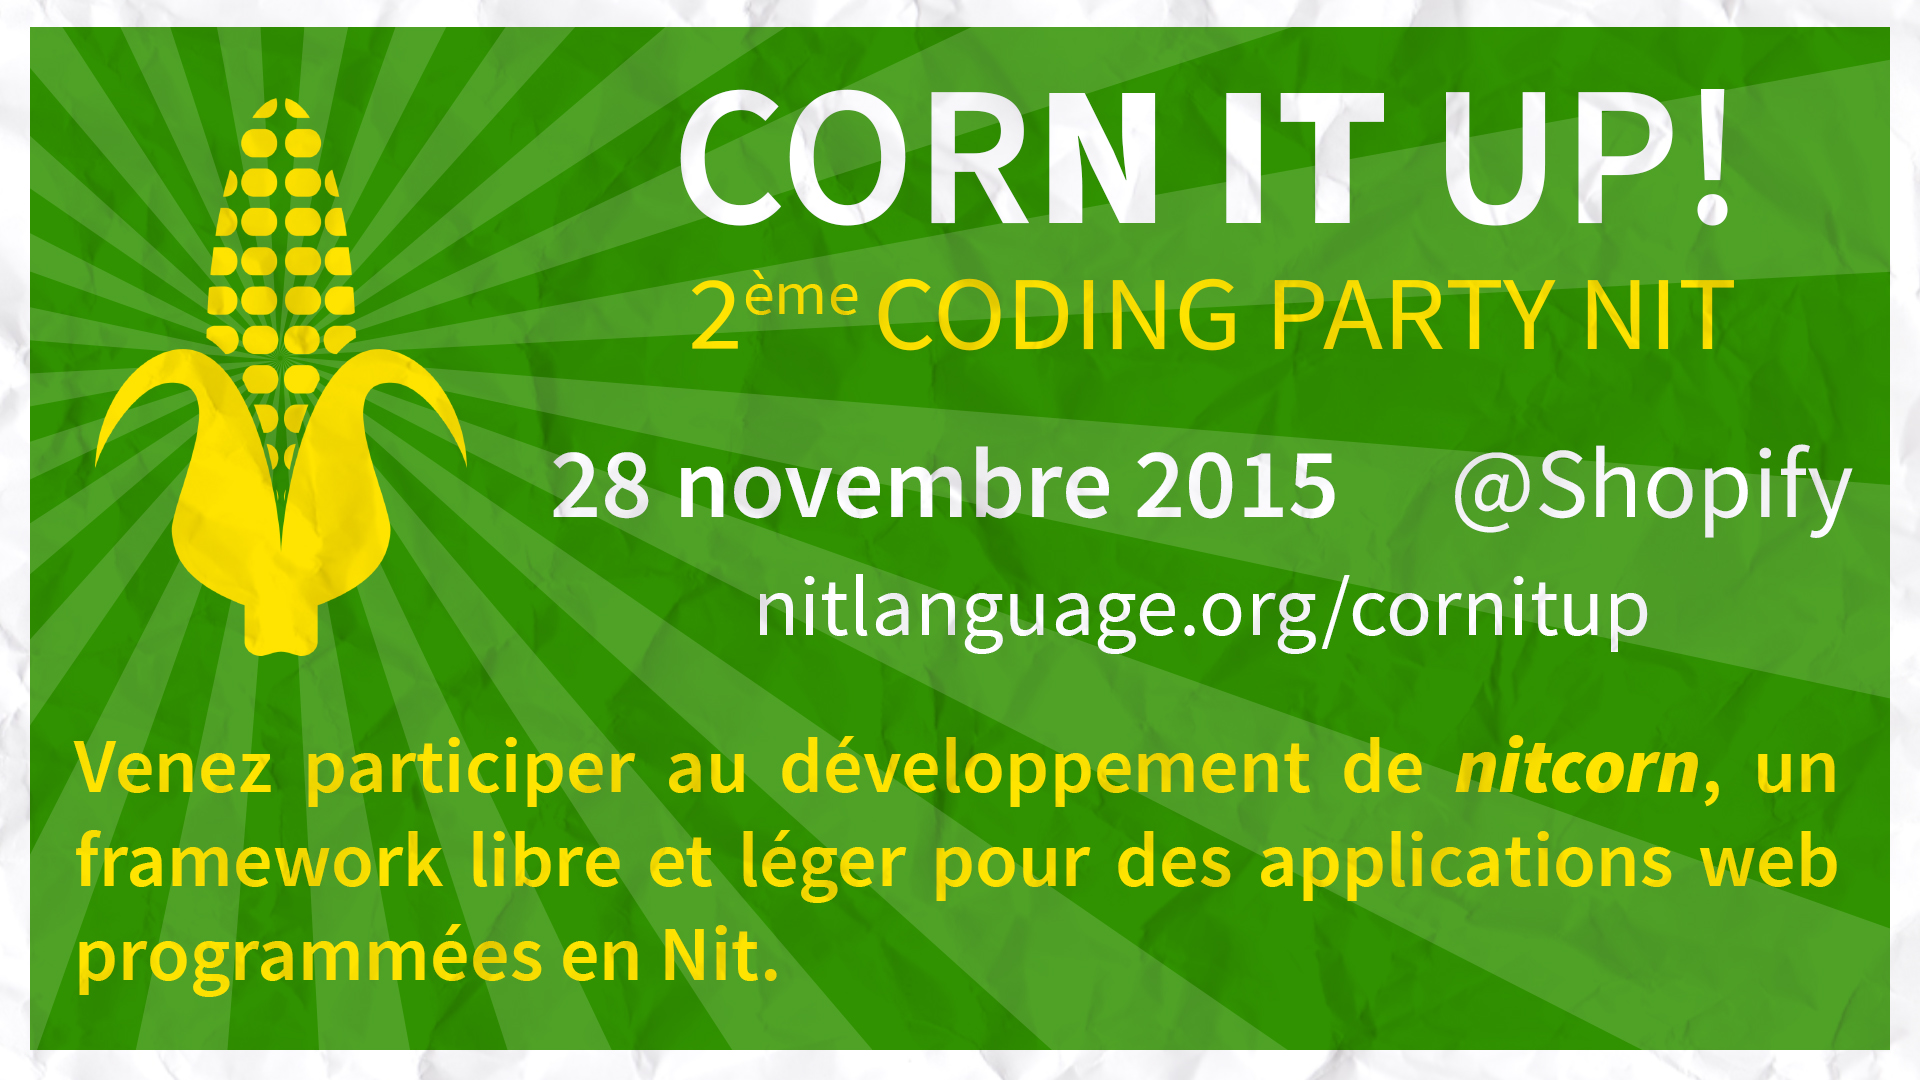 CORN IT UP!
2ème CODING PARTY NIT
28 novembre 2015 @Shopify
nitlanguage.org/cornitup
Venez participer au développement de nitcorn, un
framework libre et léger pour des applications web
programmées en Nit.